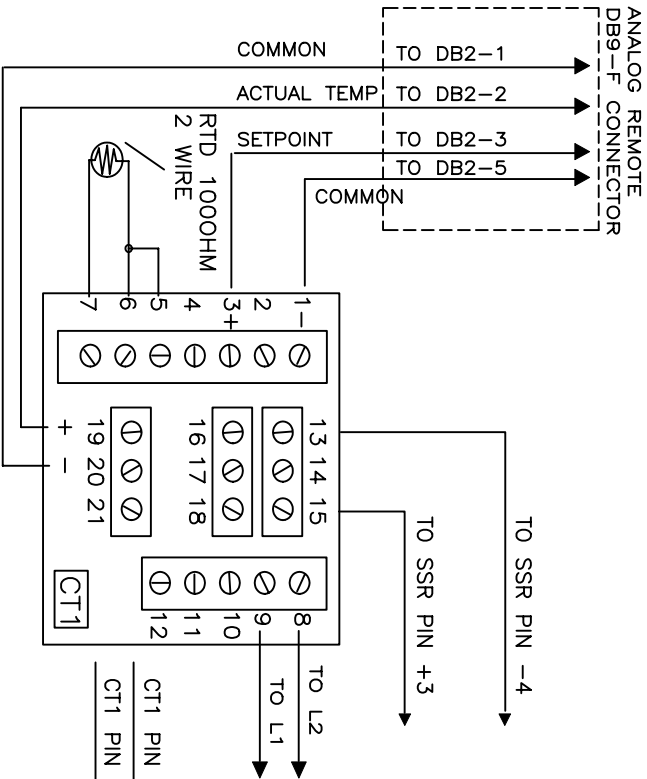 ANALOG REMOTE
DB9-F CONNECTOR
COMMON
TO DB2-1
ACTUAL TEMP
TO DB2-2
SETPOINT
TO DB2-3
TO DB2-5
COMMON
RTD 100OHM
2 WIRE
7 6 5 4 3+ 2 1-
+ -
19 20 21
16 17 18
13 14 15
12 11 10 9 8
CT1
TO SSR PIN -4
TO SSR PIN +3
TO L2
TO L1
CT1 PIN
CT1 PIN